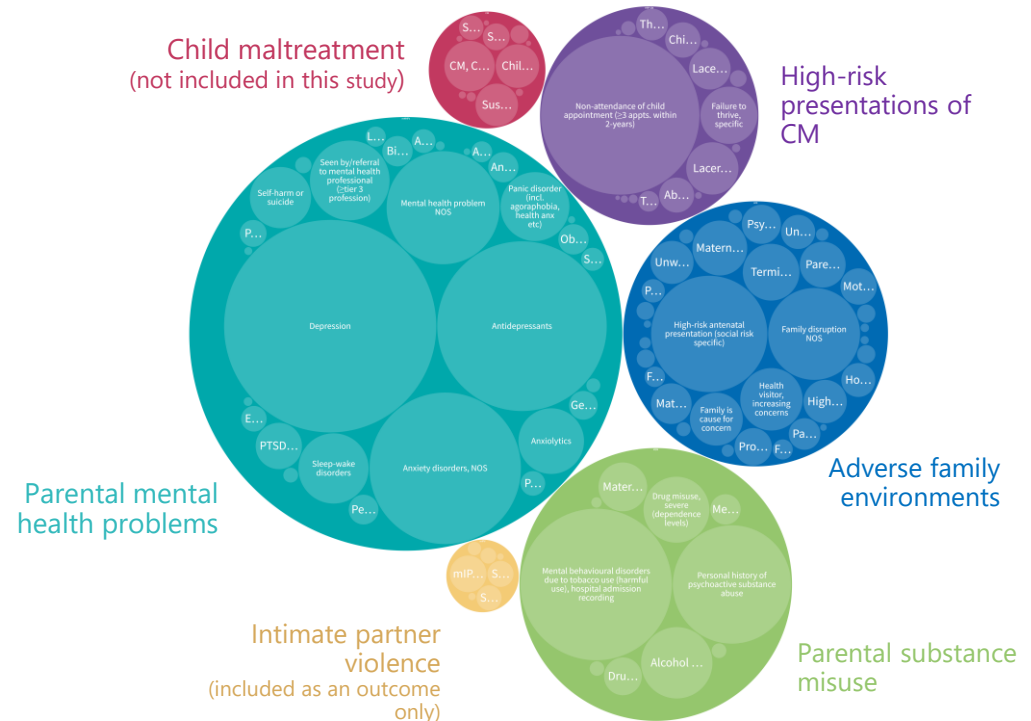 Child maltreatment
(not included in this study)
S...
S...
CM, C...
Chil...
Sus...
High-risk
presentations of
CM
Th...
Chi...
Lace...
Non-attendance of child
appointment (≥3 appts. within
2-years)
Failure to
thrive,
specific
Lacer...
Ab...
T...
Parental mental
health problems
L...
Bi...
A...
A...
An...
Seen by/referral
to mental health
professional
(≥tier 3
profession)
Self-harm or
suicide
Mental health problem
NOS
Panic disorder
(incl.
agoraphobia,
health anx
etc)
P...
Ob...
S...
Depression
Antidepressants
Ge...
E...
PTSD...
Sleep-wake
disorders
Anxiety disorders, NOS
Anxiolytics
P...
Pe...
Adverse family
environments
Psy...
Un...
Matern...
Unw...
Termi...
Pare...
Mot...
P...
High-risk antenatal
presentation (social risk
specific)
Family disruption
NOS
F...
Ho...
Health
visitor,
increasing
concerns
Mat...
High...
Family is
cause for
concern
Pa...
Pro...
F...
Intimate partner
violence
(included as an outcome
only)
mIP...
S...
S...
Parental substance
misuse
Mater...
Drug misuse,
severe
(dependence
levels)
Me...
Mental behavioural disorders
due to tobacco use (harmful
use), hospital admission
recording
Personal history of
psychoactive substance
abuse
Alcohol ...
Dru...